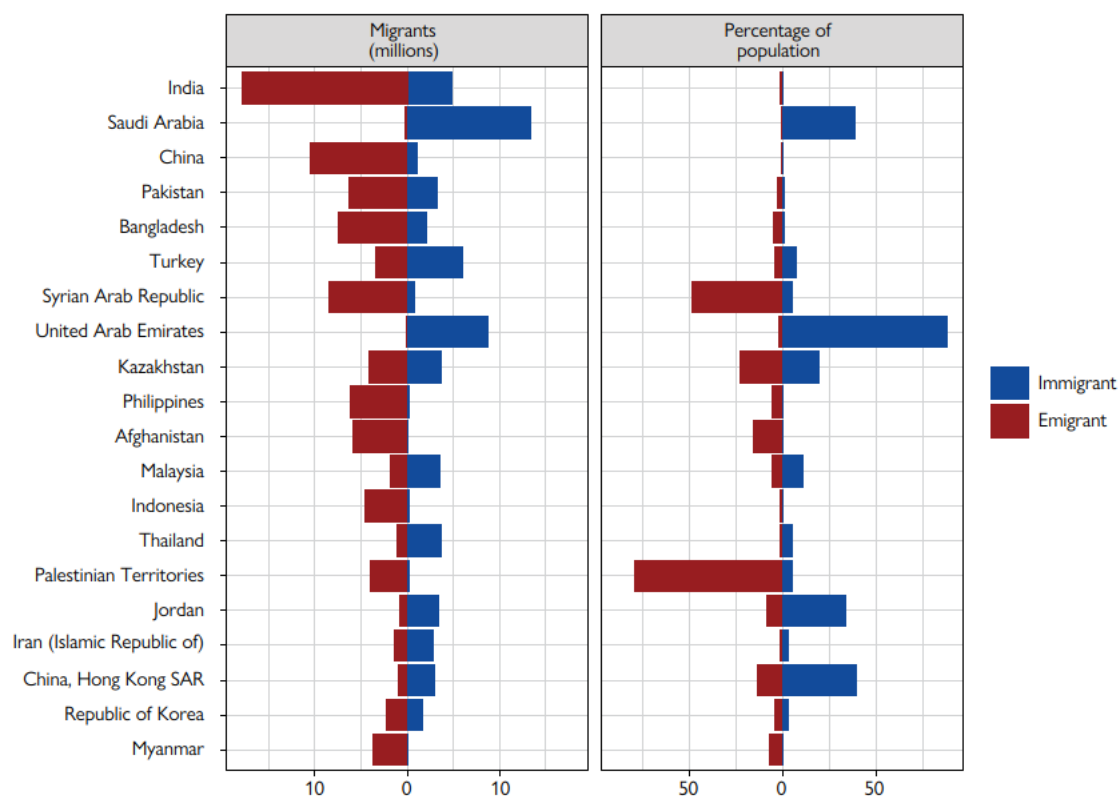 Migrants
(millions)
Percentage of
population
India
Saudi Arabia
China
Pakistan
Bangladesh
Turkey
Syrian Arab Republic
United Arab Emirates
Kazakhstan
Philippines
Afghanistan
Malaysia
Indonesia
Thailand
Palestinian Territories
Jordan
Iran (Islamic Republic of)
China, Hong Kong SAR
Republic of Korea
Myanmar
10 0 10
50 0 50
Immigrant
Emigrant